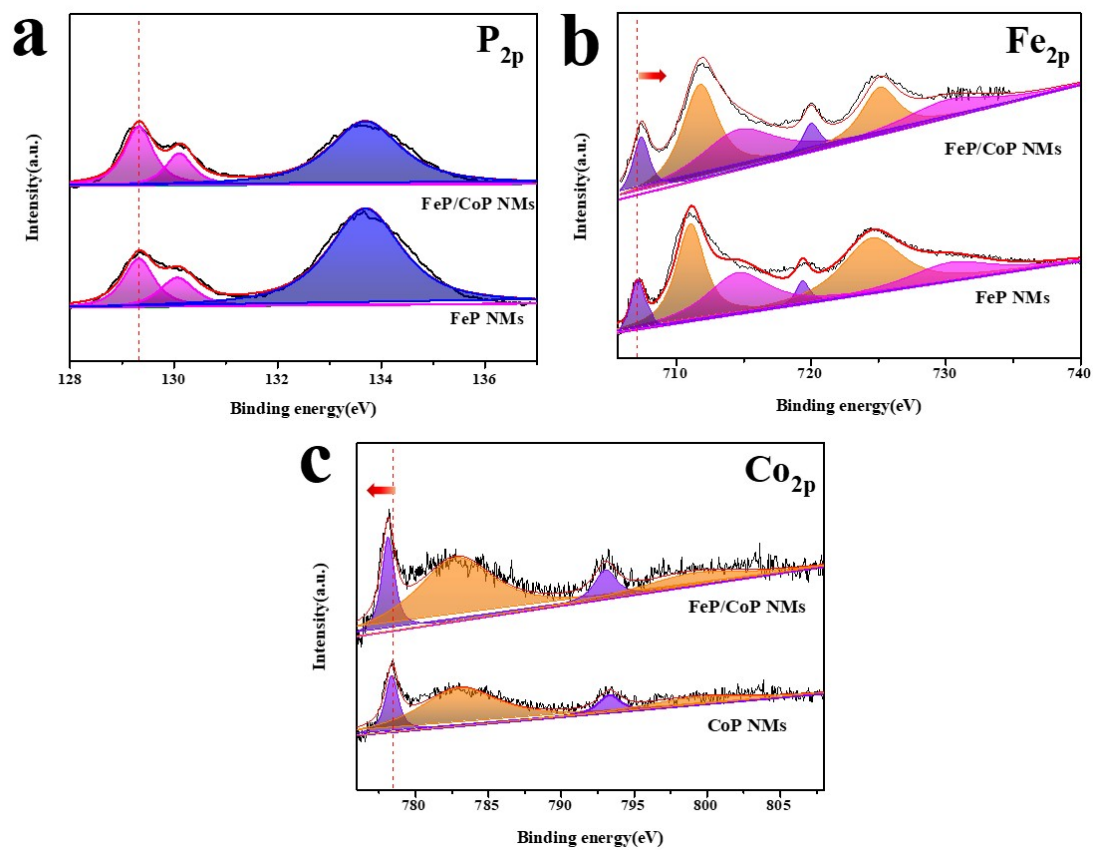 a
P2p
Intensity(a.u.)
FeP/CoP NMs
FeP NMs
128 130 132 134 136
Binding energy(eV)
b
Fe2p
Intensity(a.u.)
FeP/CoP NMs
FeP NMs
710 720 730 740
Binding energy(eV)
c
Co2p
Intensity(a.u.)
FeP/CoP NMs
CoP NMs
780 785 790 795 800 805
Binding energy(eV)